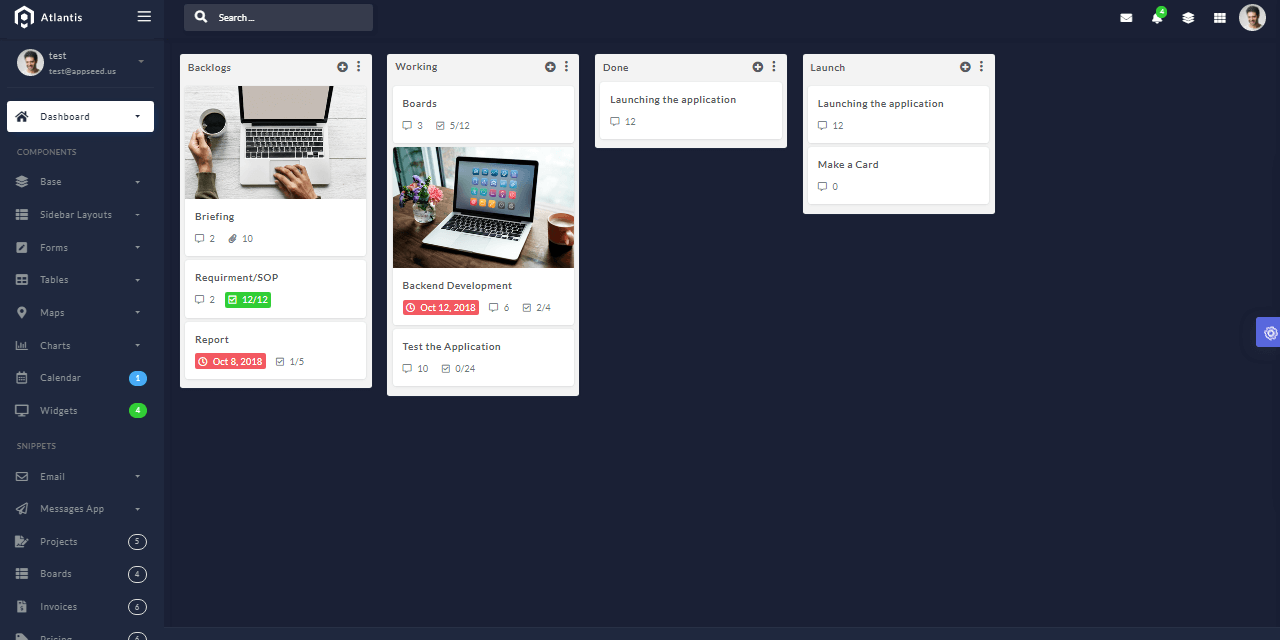 Atlantis
Search...
4
test
test@appseed.us
Dashboard
COMPONENTS
Base
Sidebar Layouts
Forms
Tables
Maps
Charts
Calendar 1
Widgets 4
SNIPPETS
Email
Messages App
Projects 5
Boards 4
Invoices 6
Pricing 6
Backlogs
Briefing
2 10
Requirment/SOP
2 12/12
Report
Oct 8, 2018 1/5
Working
Boards
3 5/12
Backend Development
Oct 12, 2018 6 2/4
Test the Application
10 0/24
Done
Launching the application
12
Launch
Launching the application
12
Make a Card
0